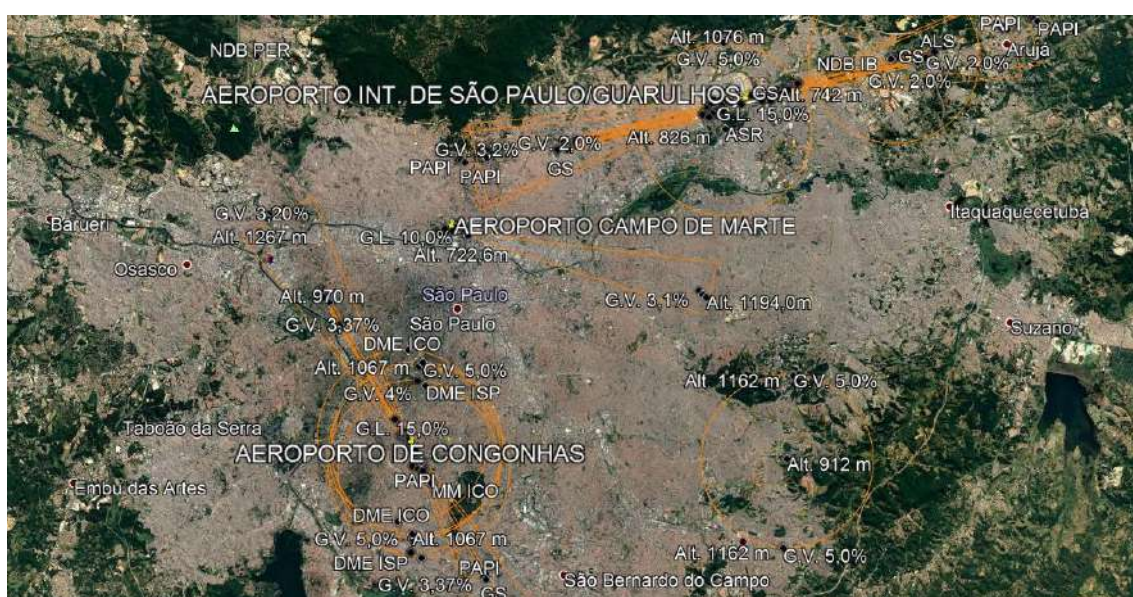 PAPI
PAPI
Alt. 1076 m
ALS
Arujá
NDB PER
G.V. 5,0%
NDB IB
GS
G.V. 2,0%
G.V. 2,0%
AEROPORTO INT. DE SÃO PAULO/GUARULHOS
GS
Alt. 742 m
G.L. 15,0%
Alt. 826 m
ASR
G.V. 3,2%
G.V. 2,0%
PAPI
PAPI
GS
Barueri
G.V. 3,20%
Itaquaquecetuba
AEROPORTO CAMPO DE MARTE
Alt. 1267 m
G.L. 10,0%
Alt. 722,6m
Osasco
Alt. 970 m
São Paulo
G.V. 3,1%
Alt. 1194,0m
G.V. 3,37%
São Paulo
Suzano
DME ICO
Alt. 1067 m
G.V. 5,0%
Alt. 1162 m
G.V. 5,0%
G.V. 4%
DME ISP
Taboão da Serra
G.L. 15,0%
AEROPORTO DE CONGONHAS
Alt. 912 m
PAPI
Embu das Artes
MM ICO
DME ICO
G.V. 5,0%
Alt. 1067 m
Alt. 1162 m
G.V. 5,0%
DME ISP
PAPI
G.V. 3,37%
São Bernardo do Campo
GS